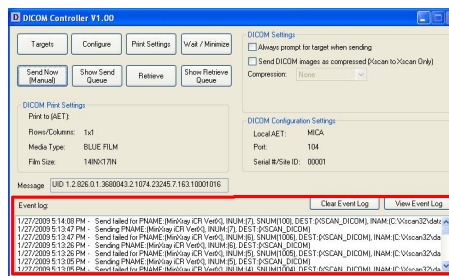 DICOM Controller V1.00
Targets
Configure
Print Settings
Wait / Minimize
Send Now
(Manual)
Show Send
Queue
Retrieve
Show Retrieve
Queue
DICOM Settings
Always prompt for target when sending
Send DICOM images as compressed (Xscan to Xscan Only)
Compression: None
DICOM Print Settings
Print to (AET):
Rows/Columns: 1x1
Media Type: BLUE FILM
Film Size: 14INX17IN
DICOM Configuration Settings
Local AET: MICA
Port: 104
Serial #/Site ID: 00001
Message UID 1.2.826.0.1.3680043.2.1074.23245.7.163.10001016
Event log:
Clear Event Log
View Event Log
1/27/2009 5:14:08 PM - Send failed for PNAME:(MinXray iCR VertX), INUM:(7), SNUM(100), DEST:(XSCAN_DICOM), INAM:(C:\Xscan32\data
1/27/2009 5:13:47 PM - Sending PNAME:(MinXray iCR VertX), INUM:(7), DEST:(XSCAN_DICOM)
1/27/2009 5:13:47 PM - Send failed for PNAME:(MinXray iCR VertX), INUM:(6), SNUM(1006), DEST:(XSCAN_DICOM), INAM:(C:\Xscan32\da
1/27/2009 5:13:26 PM - Sending PNAME:(MinXray iCR VertX), INUM:(6), DEST:(XSCAN_DICOM)
1/27/2009 5:13:26 PM - Send failed for PNAME:(MinXray iCR VertX), INUM:(5), SNUM(1005), DEST:(XSCAN_DICOM), INAM:(C:\Xscan32\da
1/27/2009 5:13:05 PM - Sending PNAME:(MinXray iCR VertX), INUM:(5), DEST:(XSCAN_DICOM)
1/27/2009 5:13:05 PM - Send failed for PNAME:(MinXray iCR VertX), INUM:(4), SNUM(1004), DEST:(XSCAN_DICOM), INAM:(C:\Xscan32\da